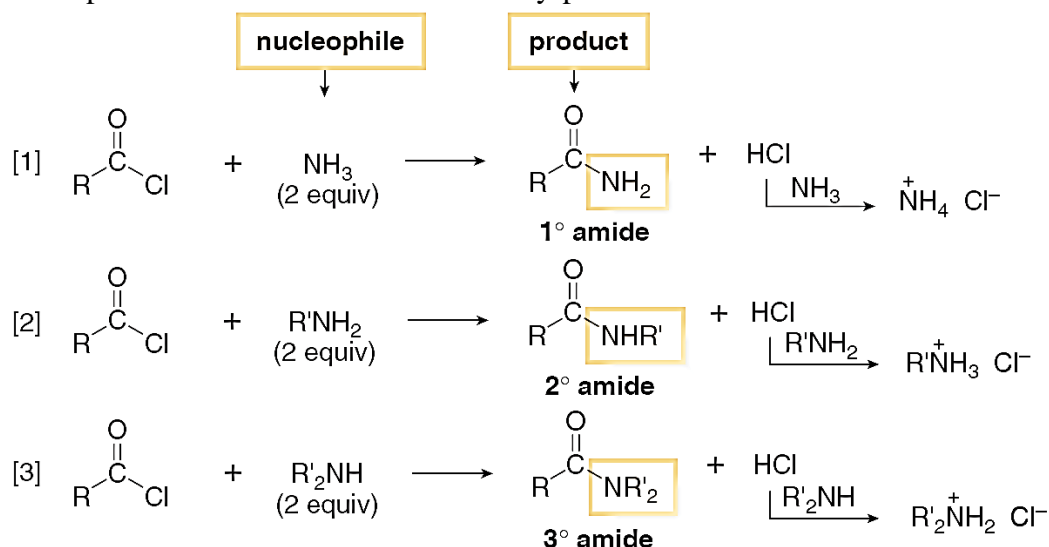 nucleophile product
[1] R C O Cl + NH₃ (2 equiv) R C O NH₂ + HCl NH₃ N⁺H₄ Cl⁻
1° amide
[2] R C O Cl + R'NH₂ (2 equiv) R C O NHR' + HCl R'NH₂ R'N⁺H₃ Cl⁻
2° amide
[3] R C O Cl + R'₂NH (2 equiv) R C O NR'₂ + HCl R'₂NH R'₂N⁺H₂ Cl⁻
3° amide